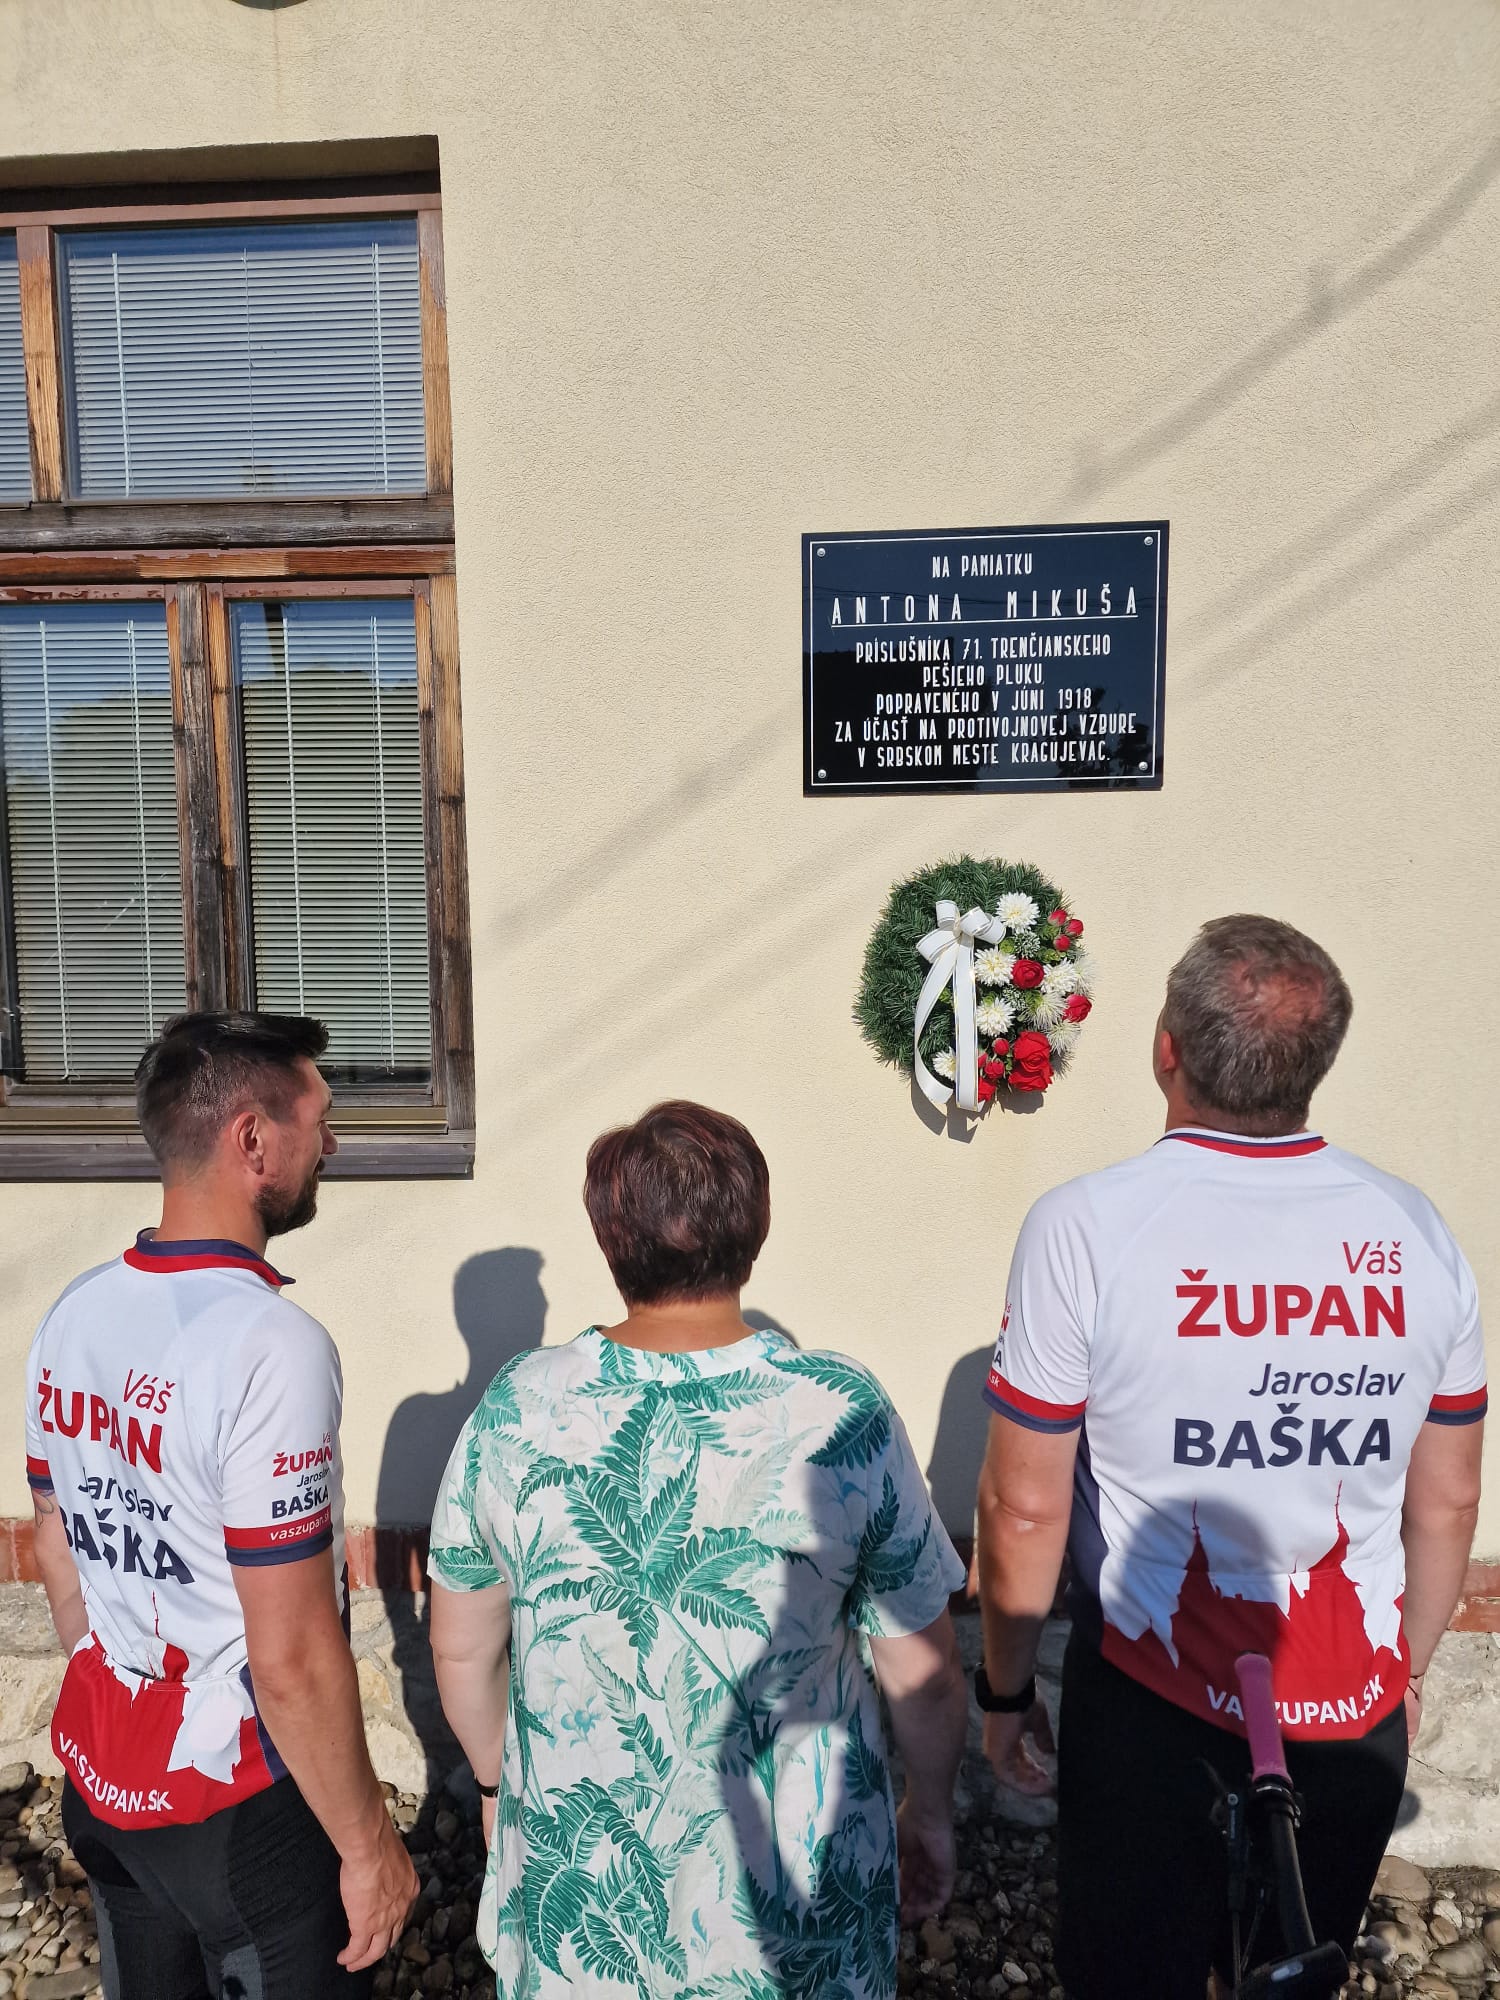 NA PAMIATKU
ANTONA MIKUŠA
PRÍSLUŠNÍKA 71. TRENČIANSKEHO
PEŠIEHO PLUKU
POPRAVENÉHO V JÚNI 1918
ZA ÚČASŤ NA PROTIVOJNOVEJ VZBURE
V SRBSKOM MESTE KRAGUJEVAC.
Váš
ŽUPAN
Jaroslav
BAŠKA
VASZUPAN.SK
Váš
ŽUPAN
Jaroslav
BAŠKA
vaszupan.sk
Váš
ŽUPAN
Jaroslav
BAŠKA
VASZUPAN.SK